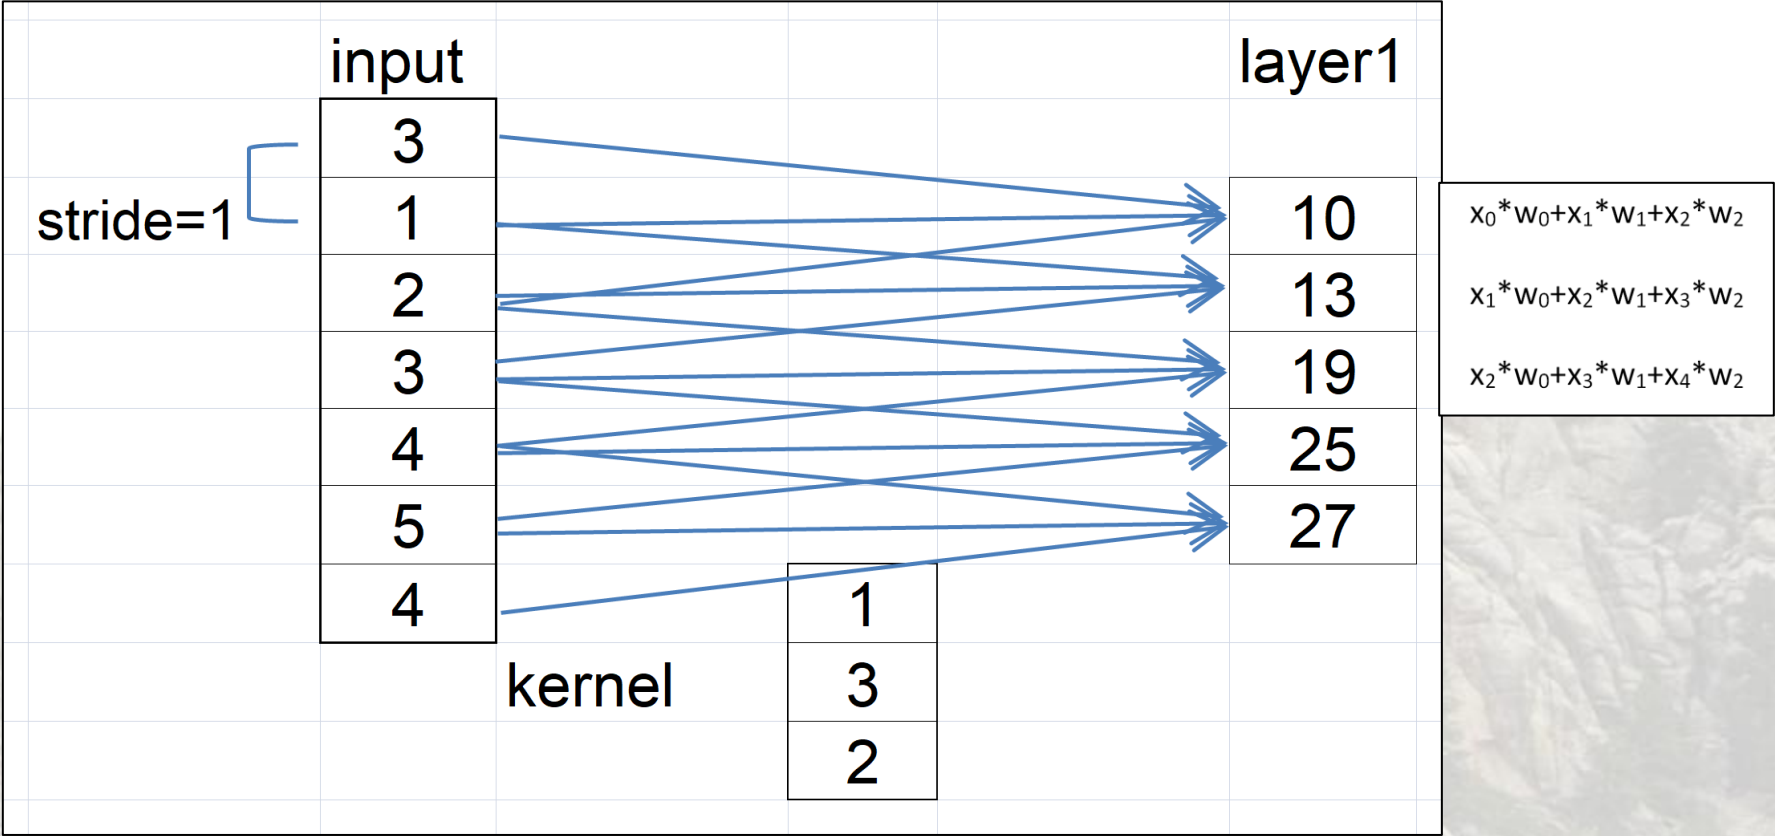 input
layer1
stride=1
3
1
2
3
4
5
4
10
13
19
25
27
x₀*w₀+x₁*w₁+x₂*w₂
x₁*w₀+x₂*w₁+x₃*w₂
x₂*w₀+x₃*w₁+x₄*w₂
kernel
1
3
2